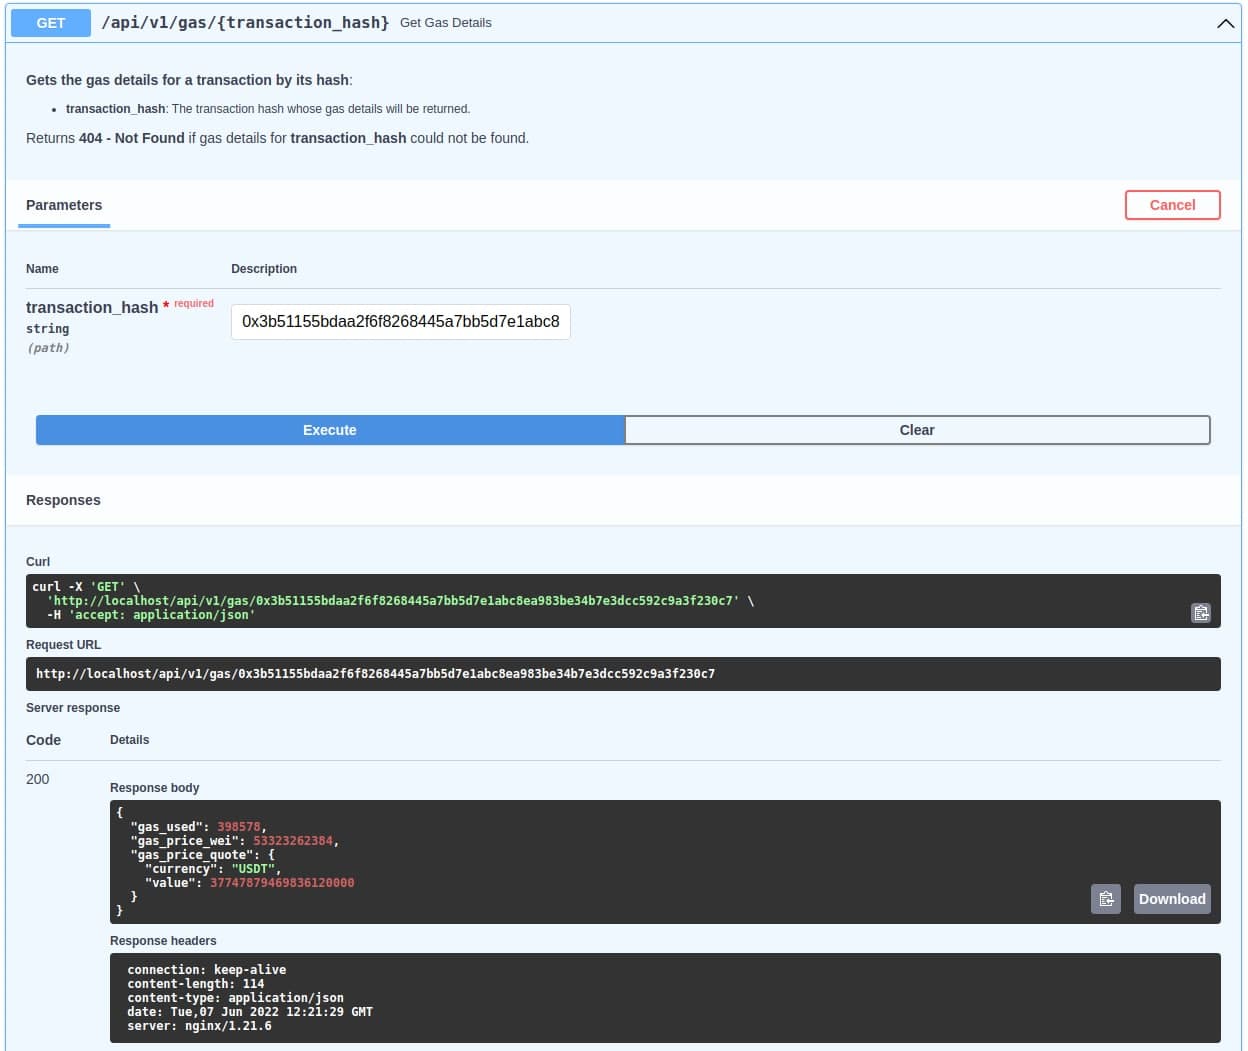 GET /api/v1/gas/{transaction_hash} Get Gas Details
Gets the gas details for a transaction by its hash:
• transaction_hash: The transaction hash whose gas details will be returned.
Returns 404 - Not Found if gas details for transaction_hash could not be found.
Parameters Cancel
Name Description
transaction_hash * required
string
(path)
0x3b51155bdaa2f6f8268445a7bb5d7e1abc8
Execute Clear
Responses
Curl
curl -X 'GET' \
'http://localhost/api/v1/gas/0x3b51155bdaa2f6f8268445a7bb5d7e1abc8ea983be34b7e3dcc592c9a3f230c7' \
-H 'accept: application/json'
Request URL
http://localhost/api/v1/gas/0x3b51155bdaa2f6f8268445a7bb5d7e1abc8ea983be34b7e3dcc592c9a3f230c7
Server response
Code Details
200
Response body
{
"gas_used": 398578,
"gas_price_wei": 53323262384,
"gas_price_quote": {
"currency": "USDT",
"value": 37747879469836120000
}
}
Download
Response headers
connection: keep-alive
content-length: 114
content-type: application/json
date: Tue,07 Jun 2022 12:21:29 GMT
server: nginx/1.21.6